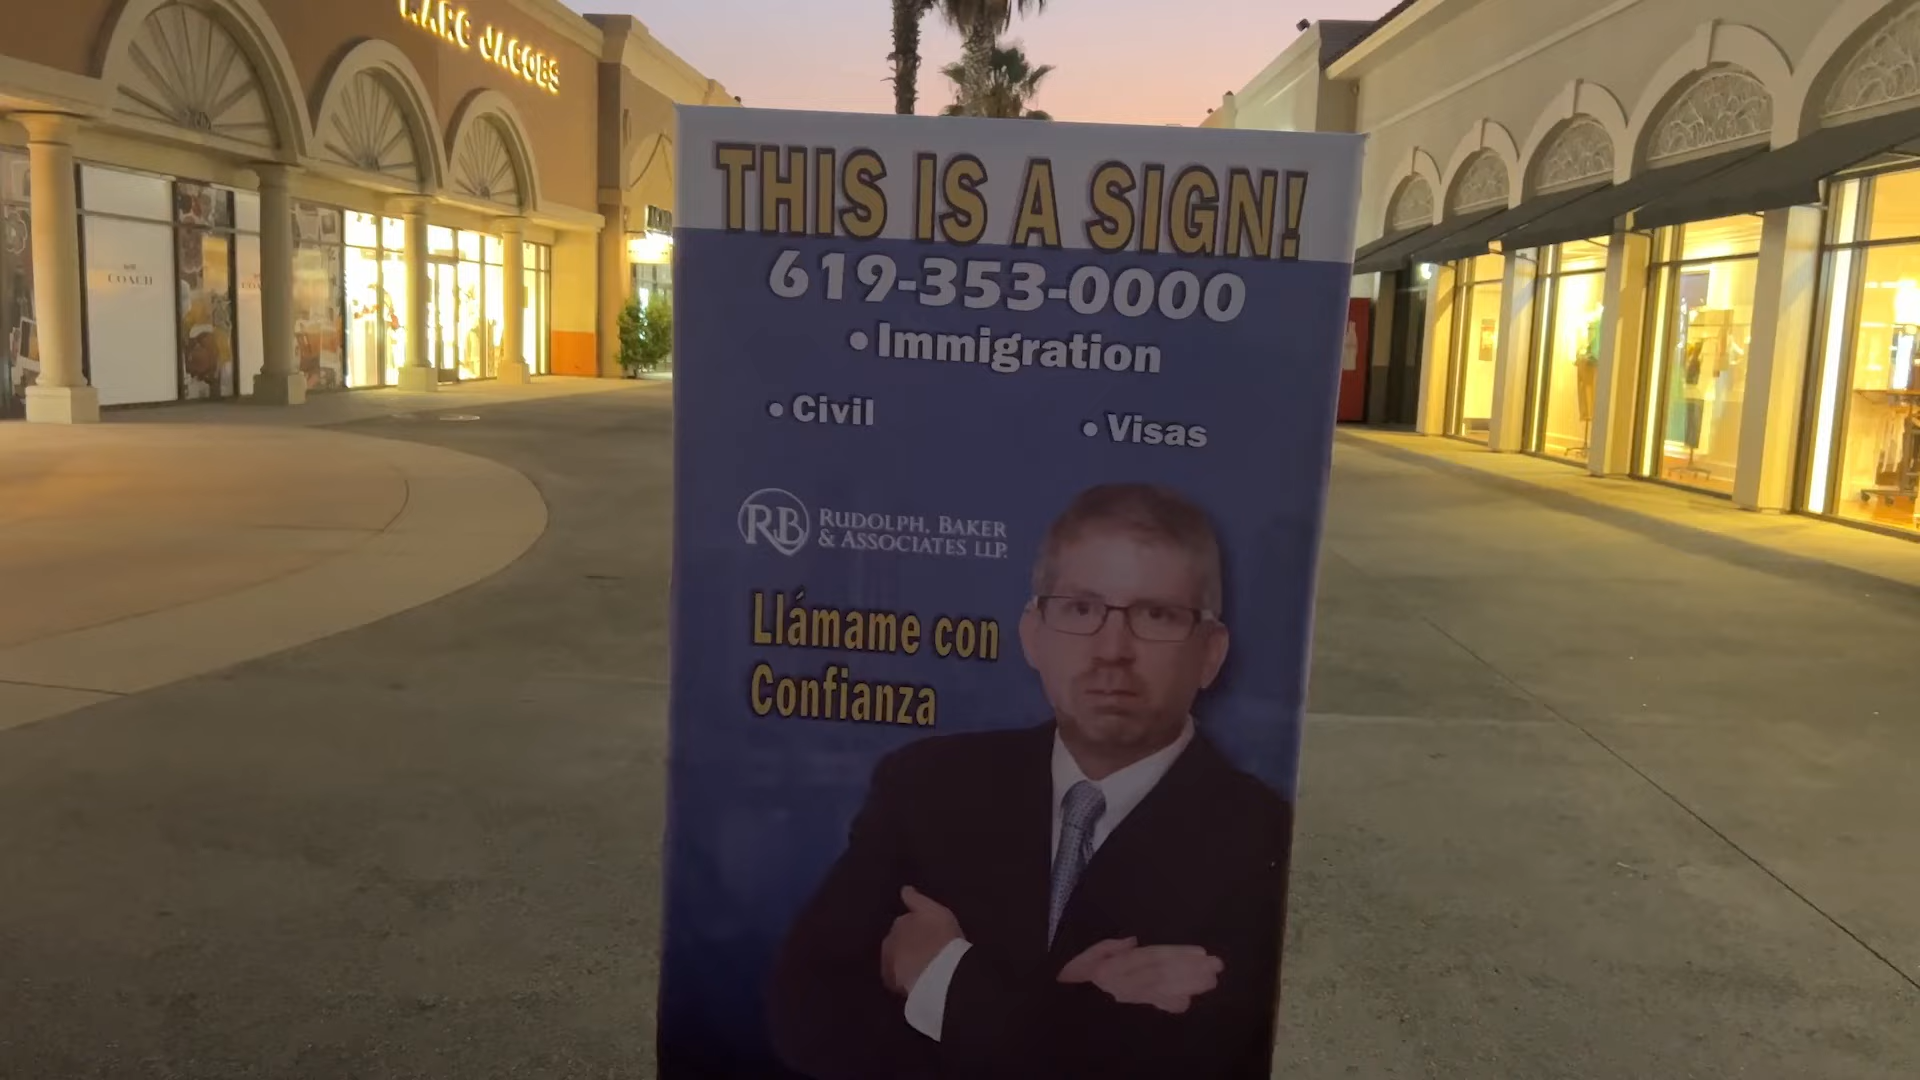 MARC JACOBS
COACH
THIS IS A SIGN!
619-353-0000
• Immigration
• Civil
• Visas
RB
RUDOLPH, BAKER
& ASSOCIATES LLP.
Llámame con
Confianza